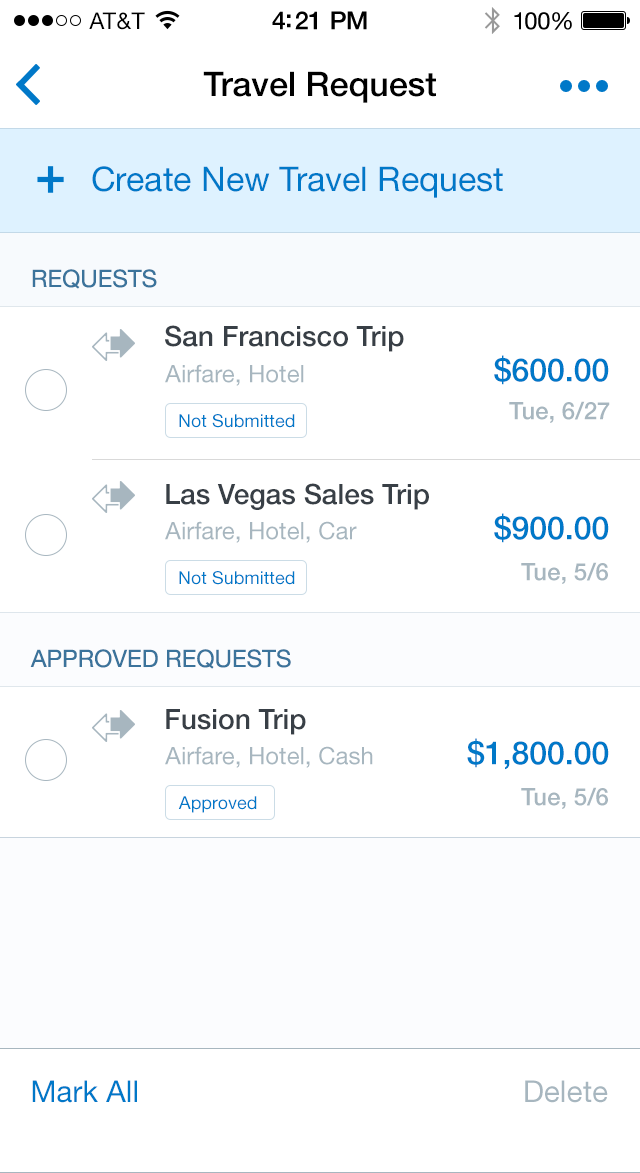 AT&T 4:21 PM 100%
Travel Request
+ Create New Travel Request
REQUESTS
San Francisco Trip
Airfare, Hotel
$600.00
Tue, 6/27
Not Submitted
Las Vegas Sales Trip
Airfare, Hotel, Car
$900.00
Tue, 5/6
Not Submitted
APPROVED REQUESTS
Fusion Trip
Airfare, Hotel, Cash
$1,800.00
Tue, 5/6
Approved
Mark All Delete